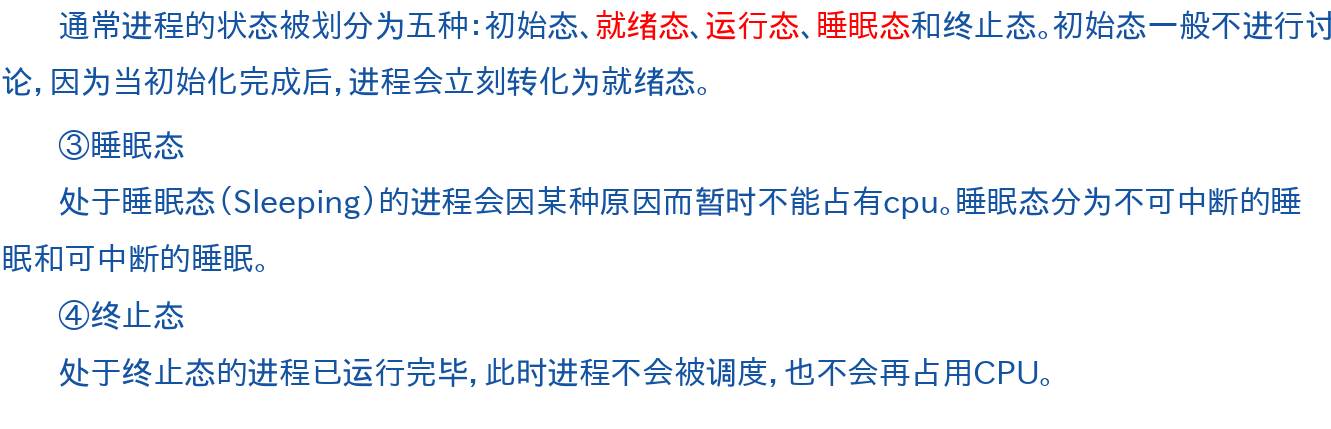 通常进程的状态被划分为五种：初始态、就绪态、运行态、睡眠态和终止态。初始态一般不进行讨
论，因为当初始化完成后，进程会立刻转化为就绪态。
③睡眠态
处于睡眠态（Sleeping）的进程会因某种原因而暂时不能占有cpu。睡眠态分为不可中断的睡
眠和可中断的睡眠。
④终止态
处于终止态的进程已运行完毕，此时进程不会被调度，也不会再占用CPU。